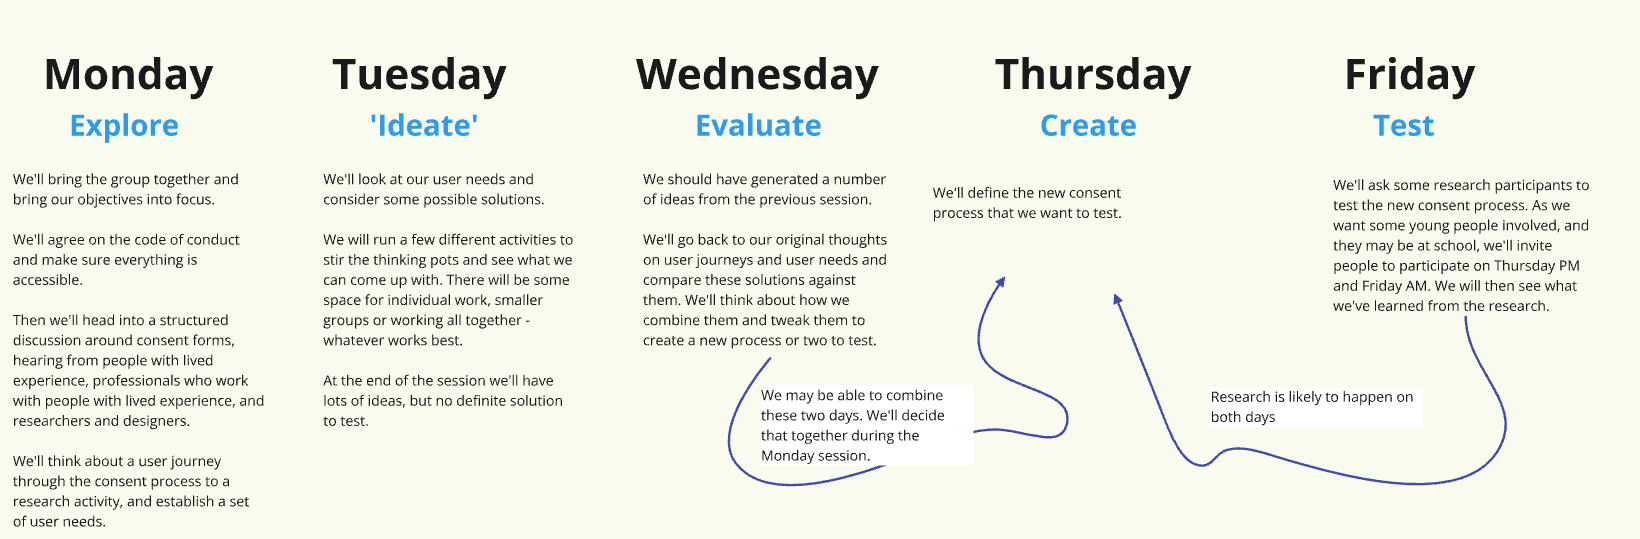 Monday
Explore
We'll bring the group together and
bring our objectives into focus.
We'll agree on the code of conduct
and make sure everything is
accessible.
Then we'll head into a structured
discussion around consent forms,
hearing from people with lived
experience, professionals who work
with people with lived experience, and
researchers and designers.
We'll think about a user journey
through the consent process to a
research activity, and establish a set
of user needs.
Tuesday
'Ideate'
We'll look at our user needs and
consider some possible solutions.
We will run a few different activities to
stir the thinking pots and see what we
can come up with. There will be some
space for individual work, smaller
groups or working all together -
whatever works best.
At the end of the session we'll have
lots of ideas, but no definite solution
to test.
Wednesday
Evaluate
We should have generated a number
of ideas from the previous session.
We'll go back to our original thoughts
on user journeys and user needs and
compare these solutions against
them. We'll think about how we
combine them and tweak them to
create a new process or two to test.
We may be able to combine
these two days. We'll decide
that together during the
Monday session.
Thursday
Create
We'll define the new consent
process that we want to test.
Friday
Test
We'll ask some research participants to
test the new consent process. As we
want some young people involved, and
they may be at school, we'll invite
people to participate on Thursday PM
and Friday AM. We will then see what
we've learned from the research.
Research is likely to happen on
both days